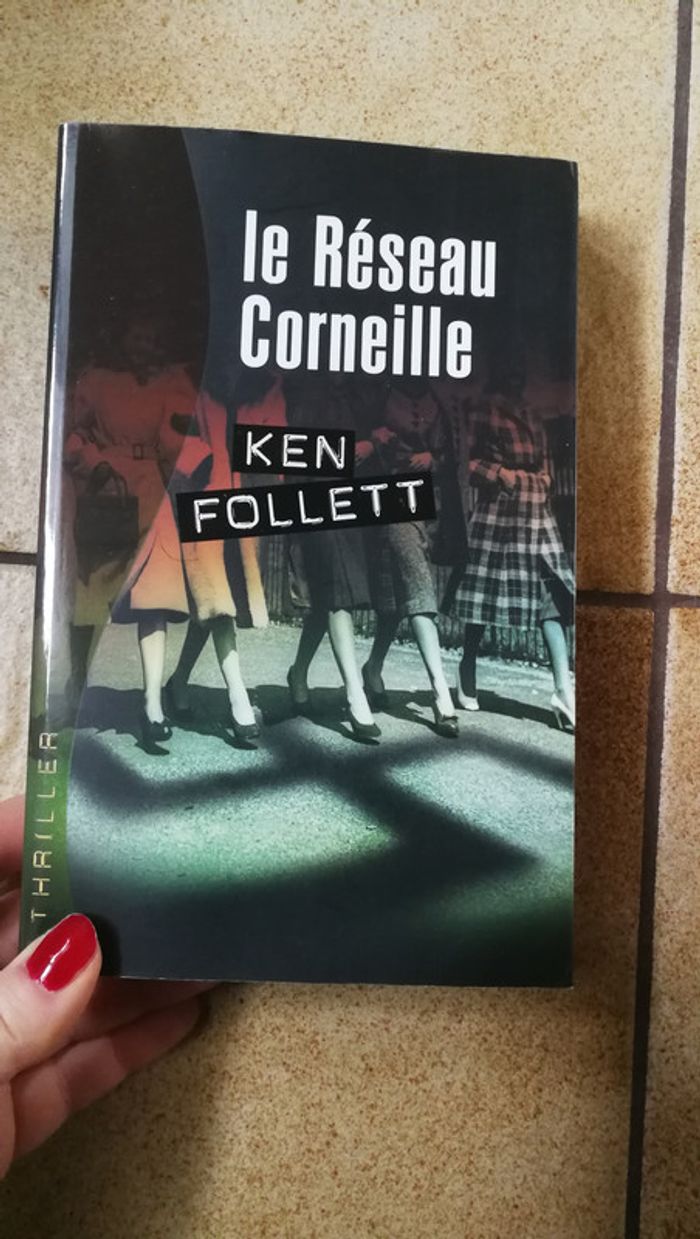 le Réseau
Corneille
KEN
FOLLETT
THRILLER